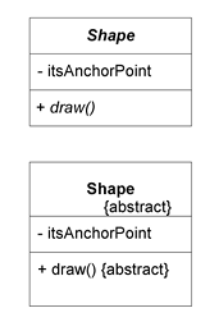 Shape
- itsAnchorPoint
+ draw()
Shape
{abstract}
- itsAnchorPoint
+ draw() {abstract}